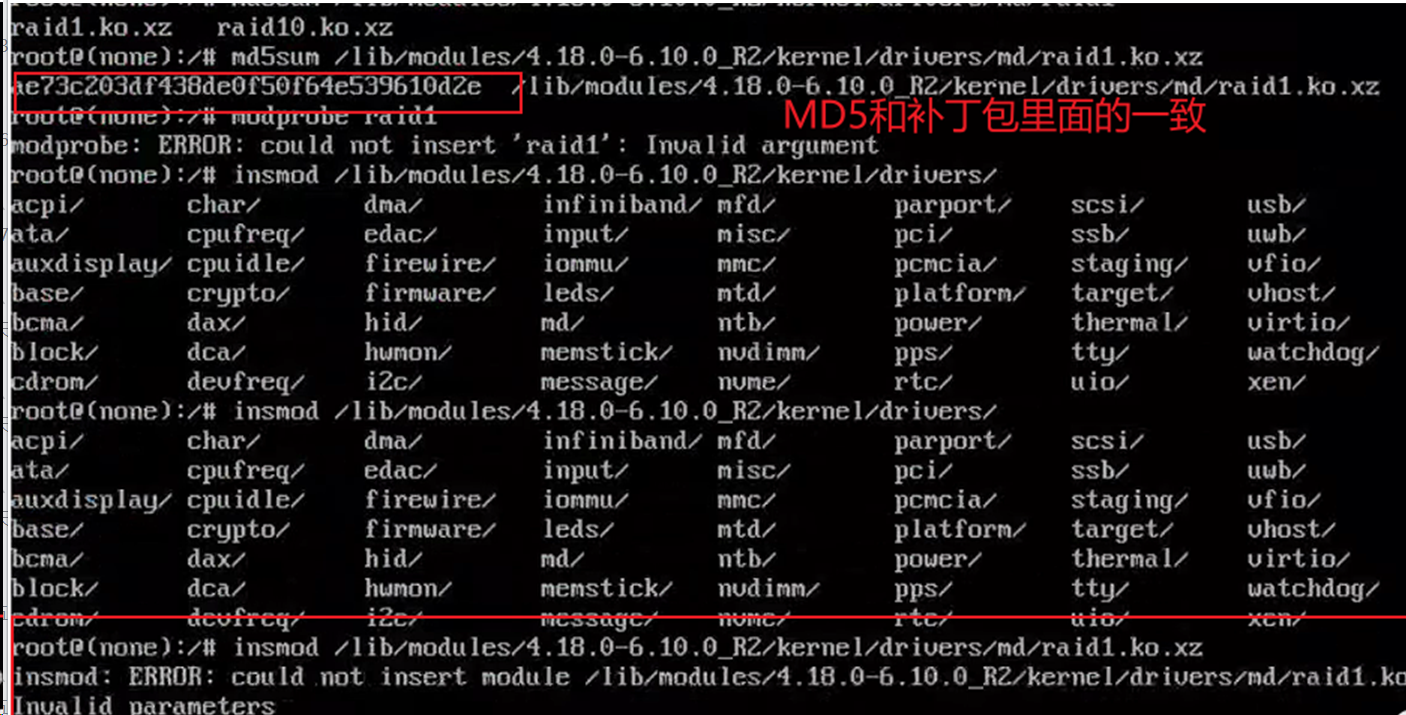 raid1.ko.xz raid10.ko.xz
root@(none):/# md5sum /lib/modules/4.18.0-6.10.0_R2/kernel/drivers/md/raid1.ko.xz
ae73c203df438de0f50f64e539610d2e /lib/modules/4.18.0-6.10.0_R2/kernel/drivers/md/raid1.ko.xz
MD5和补丁包里面的一致
root@(none):/# modprobe raid1
modprobe: ERROR: could not insert 'raid1': Invalid argument
root@(none):/# insmod /lib/modules/4.18.0-6.10.0_R2/kernel/drivers/
acpi/ char/ dma/ infiniband/ mfd/ parport/ scsi/ usb/
ata/ cpufreq/ edac/ input/ misc/ pci/ ssb/ uwb/
auxdisplay/ cpuidle/ firewire/ iommu/ mmc/ pcmcia/ staging/ vfio/
base/ crypto/ firmware/ leds/ mtd/ platform/ target/ vhost/
bcma/ dax/ hid/ md/ ntb/ power/ thermal/ virtio/
block/ dca/ hwmon/ memstick/ nvdimm/ pps/ tty/ watchdog/
cdrom/ devfreq/ i2c/ message/ nvme/ rtc/ uio/ xen/
root@(none):/# insmod /lib/modules/4.18.0-6.10.0_R2/kernel/drivers/
acpi/ char/ dma/ infiniband/ mfd/ parport/ scsi/ usb/
ata/ cpufreq/ edac/ input/ misc/ pci/ ssb/ uwb/
auxdisplay/ cpuidle/ firewire/ iommu/ mmc/ pcmcia/ staging/ vfio/
base/ crypto/ firmware/ leds/ mtd/ platform/ target/ vhost/
bcma/ dax/ hid/ md/ ntb/ power/ thermal/ virtio/
block/ dca/ hwmon/ memstick/ nvdimm/ pps/ tty/ watchdog/
cdrom/ devfreq/ i2c/ message/ nvme/ rtc/ uio/ xen/
root@(none):/# insmod /lib/modules/4.18.0-6.10.0_R2/kernel/drivers/md/raid1.ko.xz
insmod: ERROR: could not insert module /lib/modules/4.18.0-6.10.0_R2/kernel/drivers/md/raid1.ko
Invalid parameters